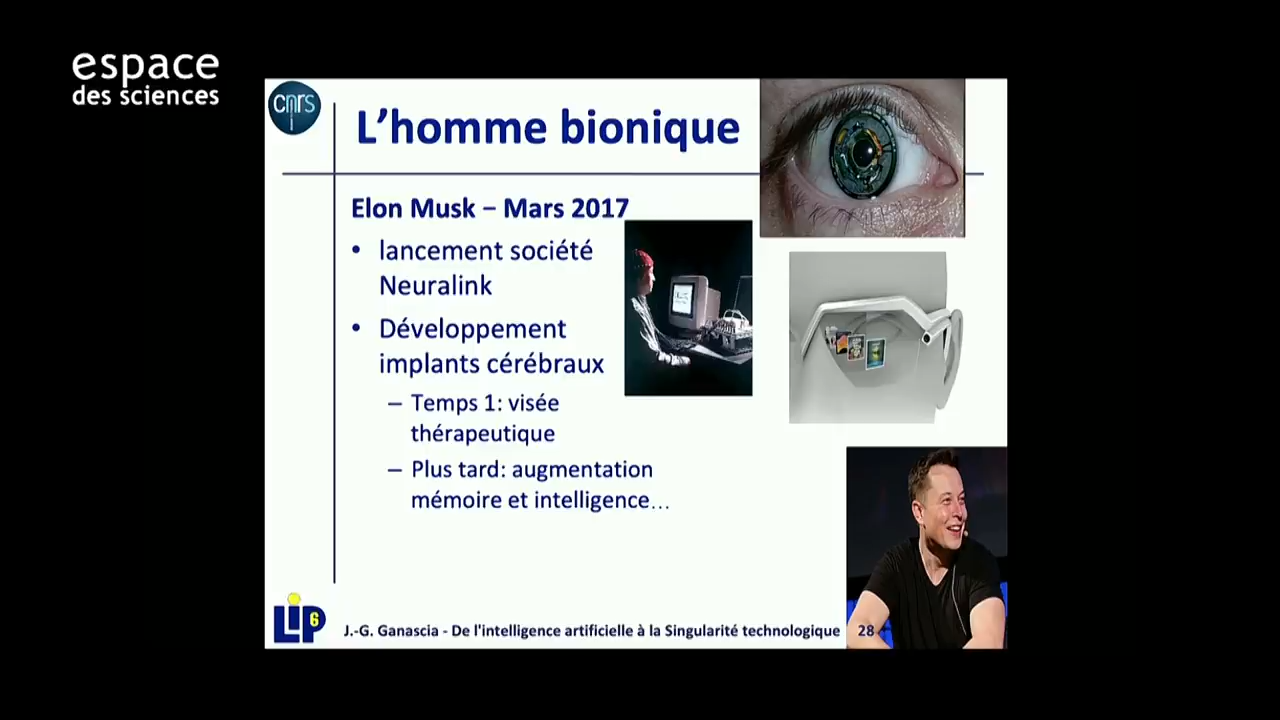 espace
des sciences
cnrs
L'homme bionique
Elon Musk – Mars 2017
• lancement société
Neuralink
• Développement
implants cérébraux
– Temps 1: visée
thérapeutique
– Plus tard: augmentation
mémoire et intelligence...
LIP6
J.-G. Ganascia - De l'intelligence artificielle à la Singularité technologique 28